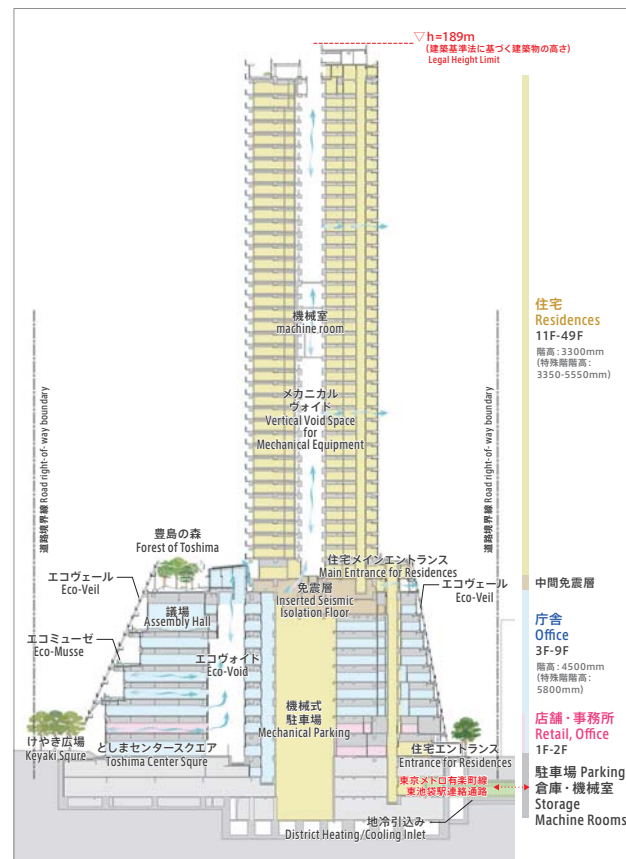 ▽h=189m
(建築基準法に基づく建築物の高さ)
Legal Height Limit
機械室
machine room
メカニカル
ヴォイド
Vertical Void Space
for
Mechanical Equipment
道路境界線 Road right-of- way boundary
道路境界線 Road right-of- way boundary
豊島の森
Forest of Toshima
エコヴェール
Eco-Veil
議場
Assembly Hall
エコミューゼ
Eco-Musse
エコヴォイド
Eco-Void
免震層
Inserted Seismic
Isolation Floor
住宅メインエントランス
Main Entrance for Residences
エコヴェール
Eco-Veil
機械式
駐車場
Mechanical Parking
けやき広場
Keyaki Squre
としまセンタースクエア
Toshima Center Squre
住宅エントランス
Entrance for Residences
東京メトロ有楽町線
東池袋駅連絡通路
地冷引込み
District Heating/Cooling Inlet
住宅
Residences
11F-49F
階高:3300mm
(特殊階階高:
3350-5550mm)
中間免震層
庁舎
Office
3F-9F
階高:4500mm
(特殊階階高:
5800mm)
店舗・事務所
Retail, Office
1F-2F
駐車場 Parking
倉庫・機械室
Storage
Machine Rooms